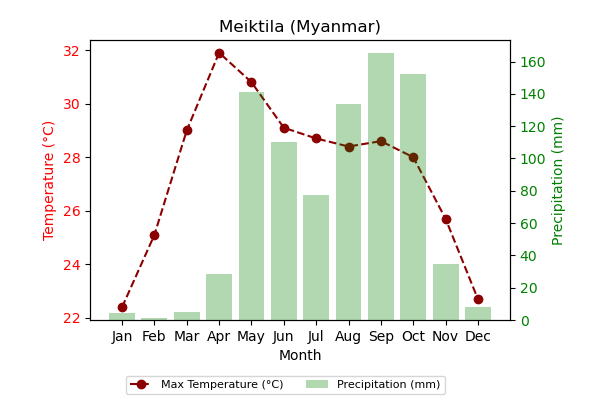 Meiktila (Myanmar)
Temperature (°C)
32
30
28
26
24
22
160
140
120
100
80
60
40
20
0
Precipitation (mm)
Jan Feb Mar Apr May Jun Jul Aug Sep Oct Nov Dec
Month
Max Temperature (°C) Precipitation (mm)